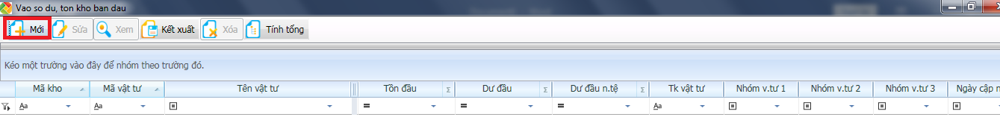 Vao so du, ton kho ban dau
Mới Sửa Xem Kết xuất Xóa Tính tổng
Kéo một trường vào đây để nhóm theo trường đó.
Mã kho Mã vật tư Tên vật tư Tồn đầu Σ Dư đầu Σ Dư đầu n.tệ Σ Tk vật tư Nhóm v.tư 1 Nhóm v.tư 2 Nhóm v.tư 3 Ngày cập n
Aa Aa = = = Aa